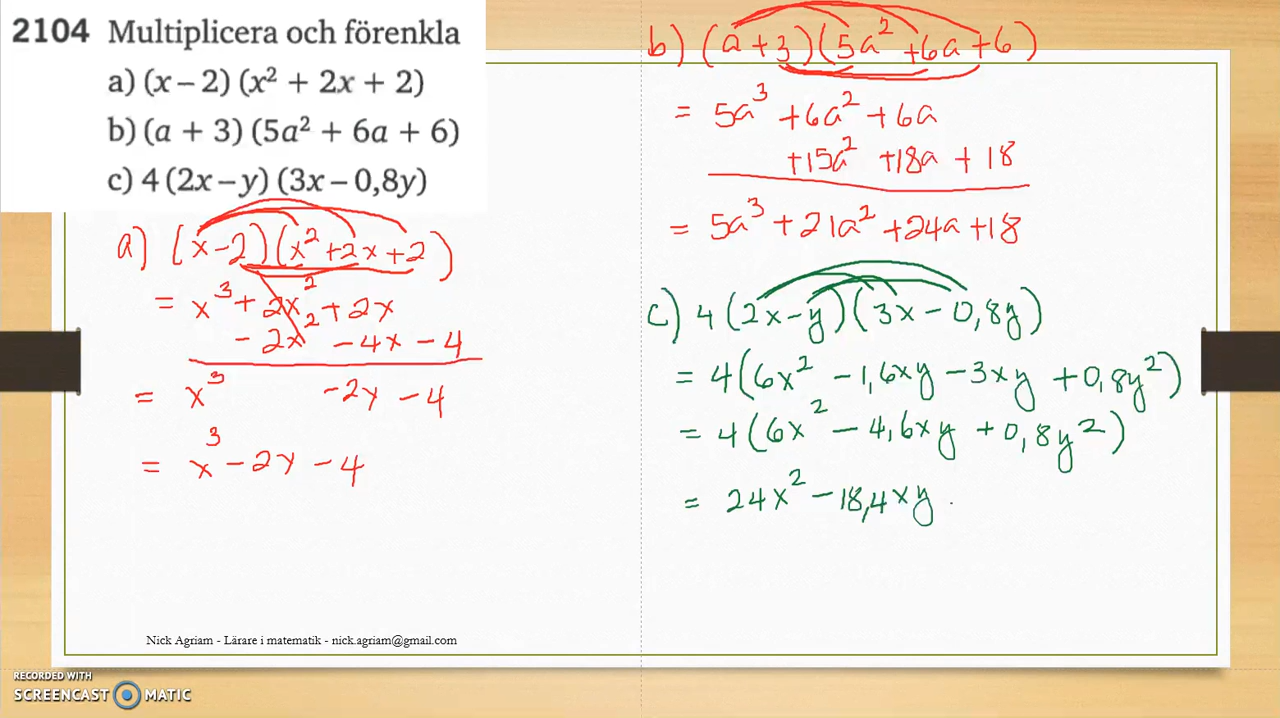 2104 Multiplicera och förenkla
a) (x – 2) (x² + 2x + 2)
b) (a + 3) (5a² + 6a + 6)
c) 4 (2x – y) (3x – 0,8y)
a) (x-2)(x²+2x+2)
= x³ + 2x² + 2x
- 2x² - 4x - 4
= x³ -2y -4
= x³ -2y -4
b) (a+3)(5a²+6a+6)
= 5a³ +6a² +6a
+15a² +18a + 18
= 5a³ +21a² +24a +18
c) 4(2x-y)(3x-0,8y)
= 4(6x² -1,6xy -3xy +0,8y²)
= 4(6x² - 4,6xy +0,8y²)
= 24x² -18,4xy
Nick Agriam - Lärare i matematik - nick.agriam@gmail.com
RECORDED WITH
SCREENCAST MATIC